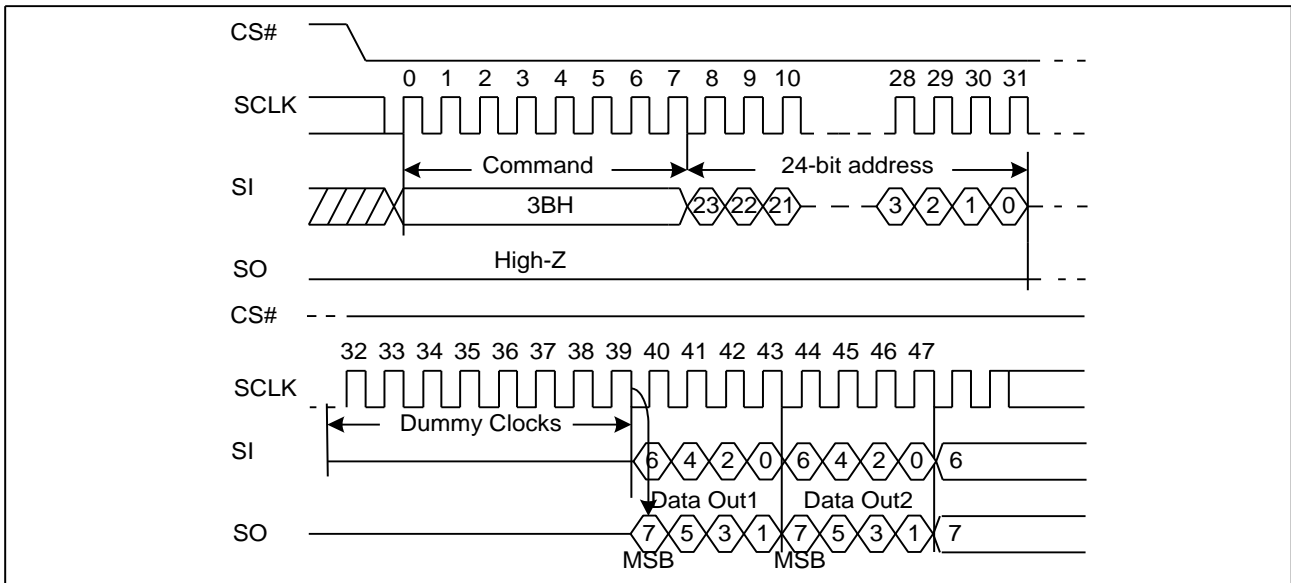 CS#
0 1 2 3 4 5 6 7 8 9 10 28 29 30 31
SCLK
Command 24-bit address
SI
3BH 23 22 21 3 2 1 0
High-Z
SO
CS#
32 33 34 35 36 37 38 39 40 41 42 43 44 45 46 47
SCLK
Dummy Clocks
SI
6 4 2 0 6 4 2 0 6
Data Out1 Data Out2
SO
7 5 3 1 7 5 3 1 7
MSB MSB